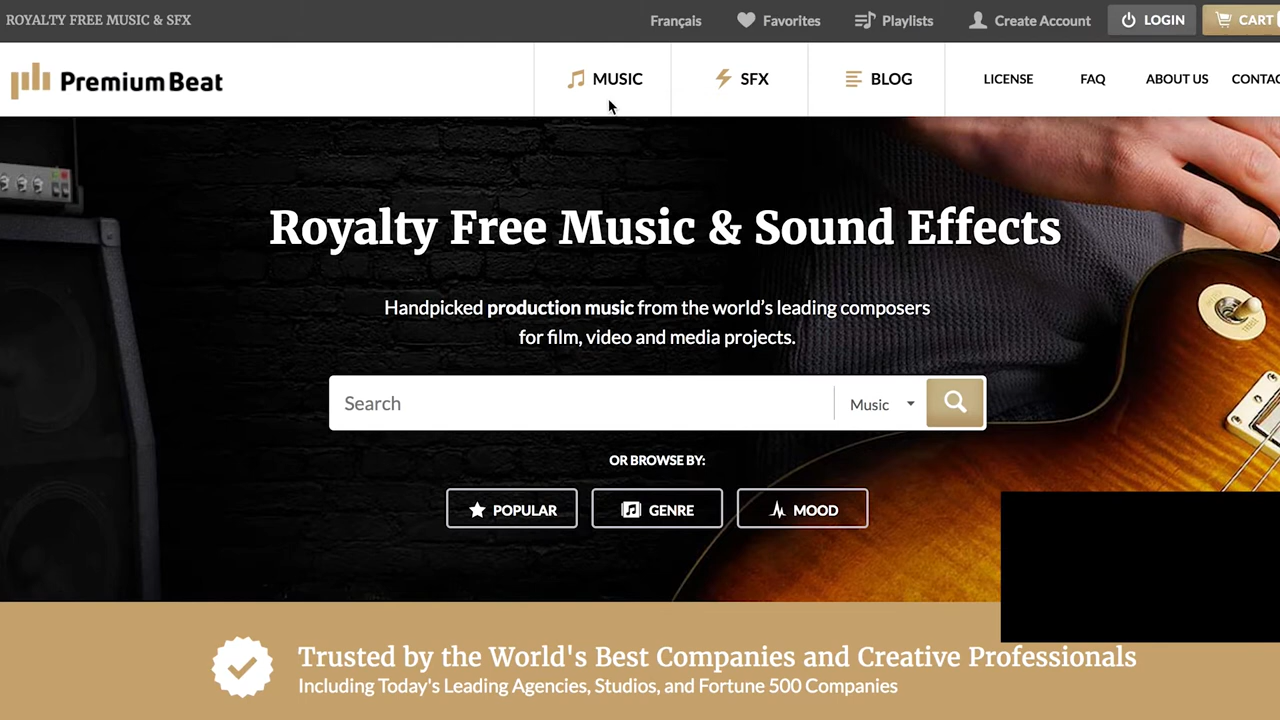 ROYALTY FREE MUSIC & SFX
Français
Favorites
Playlists
Create Account
LOGIN
CART
PremiumBeat
MUSIC
SFX
BLOG
LICENSE
FAQ
ABOUT US
Royalty Free Music & Sound Effects
Handpicked production music from the world's leading composers
for film, video and media projects.
Search
Music
OR BROWSE BY:
POPULAR
GENRE
MOOD
Trusted by the World's Best Companies and Creative Professionals
Including Today's Leading Agencies, Studios, and Fortune 500 Companies